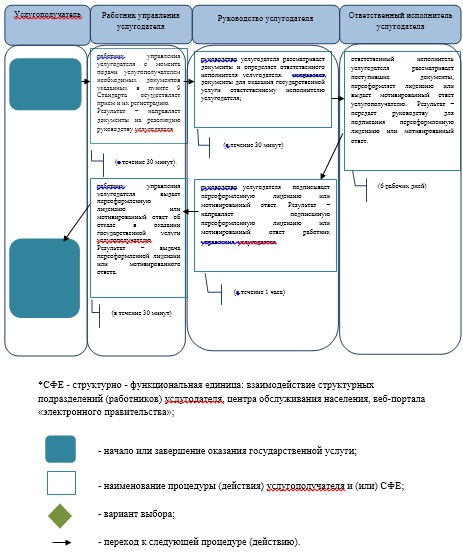 Услугополучатель
Работник управления
услугодателя
Руководство услугодателя
Ответственный исполнитель
услугодателя
работник управления
услугодателя с момента
подачи услугополучателем
необходимых документов
указанных в пункте 9
Стандарта осуществляет
прием и их регистрацию.
Результат – направляет
документы на резолюцию
руководству услугодателя.
(в течение 30 минут).
руководство услугодателя рассматривает
документы и определяет ответственного
исполнителя услугодателя
документы для оказания государственной
услуги ответственному исполнителю
услугодателя;
(в течение 30 минут)
ответственный исполнитель
услугодателя рассматривает
поступившие документы,
переоформляет лицензию или
выдает мотивированный ответ
услугополучателю. Результат –
передает руководству для
подписания переоформленную
лицензию или мотивированный
ответ.
(6 рабочих дней)
работник управления
услугодателя выдает
переоформленную
лицензию или
мотивированный ответ об
отказе в оказании
государственной услуги
услугополучателю.
Результат – выдача
переоформленной лицензии
или мотивированного
ответа.
(в течение 30 минут)
руководство услугодателя подписывает
переоформленную лицензию или
мотивированный ответ. Результат –
направляет подписанную
переоформленную лицензию или
мотивированный ответ работнику
управления услугодателя.
(в течение 1 часа)
*СФЕ - структурно - функциональная единица: взаимодействие структурных
подразделений (работников) услугодателя, центра обслуживания населения, веб-портала
«электронного правительства»;
- начало или завершение оказания государственной услуги;
- наименование процедуры (действия) услугополучателя и (или) СФЕ;
- вариант выбора;
- переход к следующей процедуре (действию).